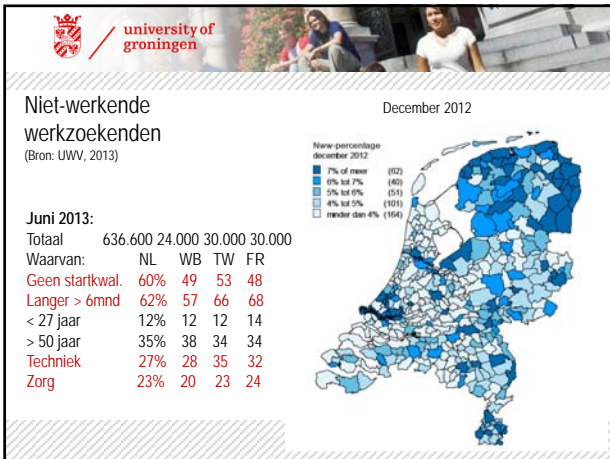 university of
groningen
Niet-werkende
werkzoekenden
(Bron: UWV, 2013)
December 2012
Nww-percentage
december 2012
7% of meer (62)
6% tot 7% (40)
5% tot 6% (51)
4% tot 5% (101)
minder dan 4% (164)
Juni 2013:
Totaal 636.600 24.000 30.000 30.000
Waarvan: NL WB TW FR
Geen startkwal. 60% 49 53 48
Langer > 6mnd 62% 57 66 68
< 27 jaar 12% 12 12 14
> 50 jaar 35% 38 34 34
Techniek 27% 28 35 32
Zorg 23% 20 23 24